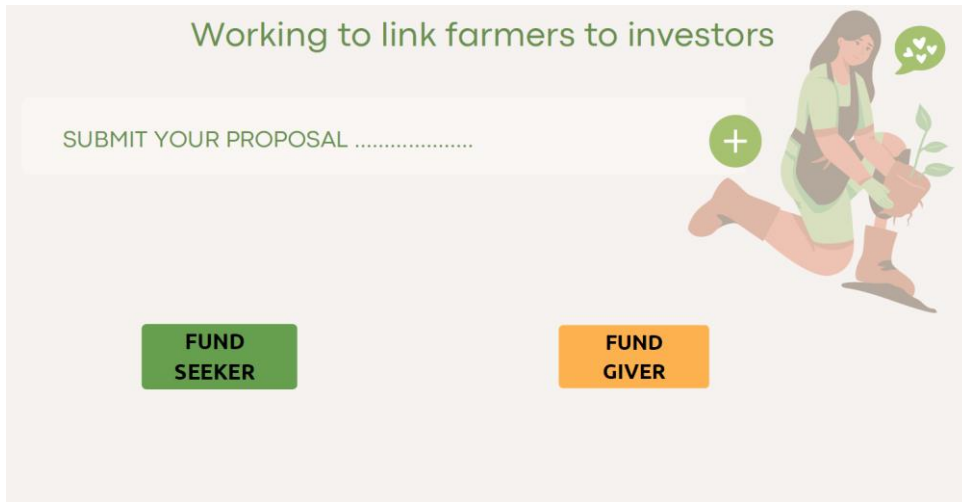 Working to link farmers to investors
SUBMIT YOUR PROPOSAL ....................
+
FUND
SEEKER
FUND
GIVER